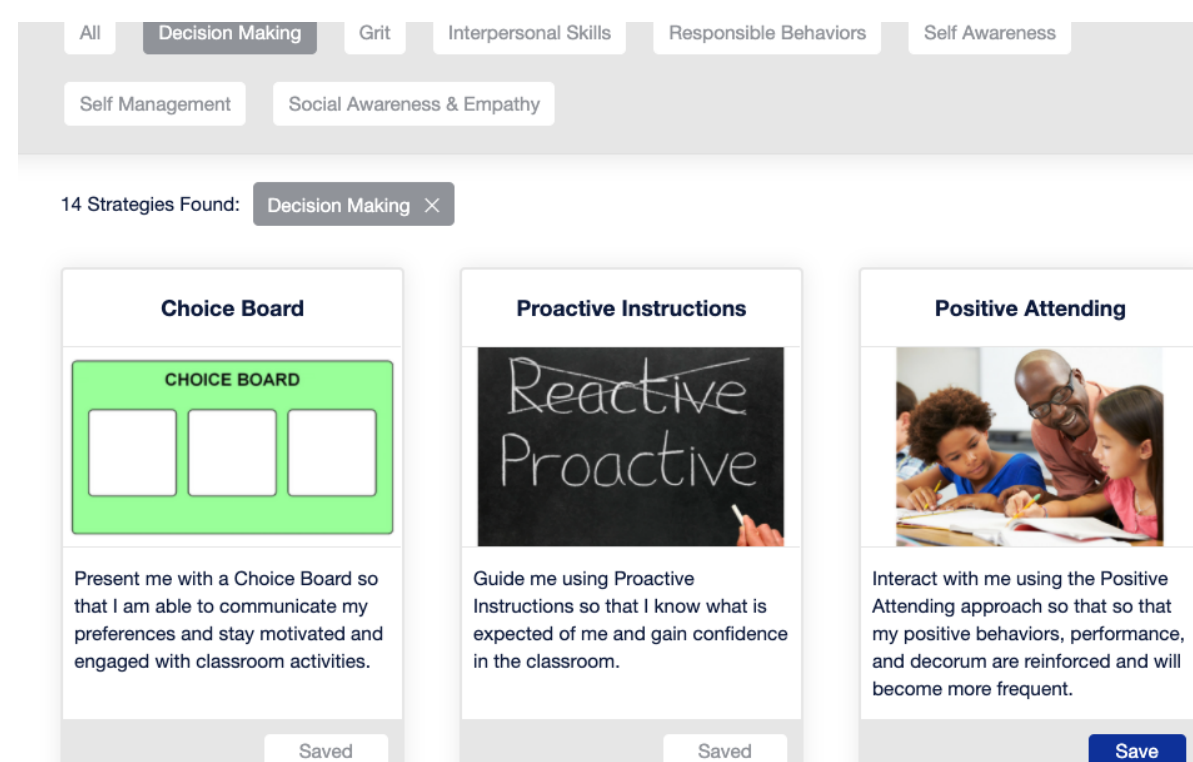 All Decision Making Grit Interpersonal Skills Responsible Behaviors Self Awareness
Self Management Social Awareness & Empathy
14 Strategies Found: Decision Making ×
Choice Board
CHOICE BOARD
Present me with a Choice Board so
that I am able to communicate my
preferences and stay motivated and
engaged with classroom activities.
Saved
Proactive Instructions
Reactive
Proactive
Guide me using Proactive
Instructions so that I know what is
expected of me and gain confidence
in the classroom.
Saved
Positive Attending
Interact with me using the Positive
Attending approach so that so that
my positive behaviors, performance,
and decorum are reinforced and will
become more frequent.
Save